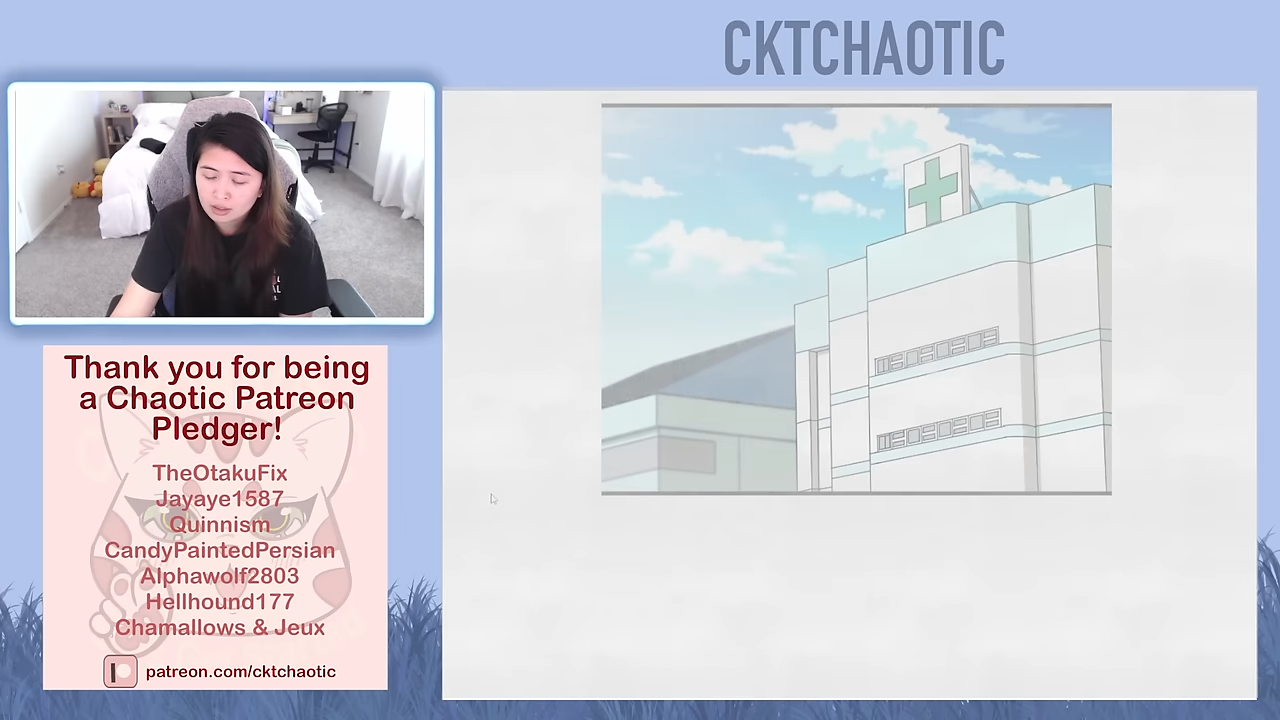 CKTCHAOTIC
Thank you for being
a Chaotic Patreon
Pledger!
TheOtakuFix
Jayaye1587
Quinnism
CandyPaintedPersian
Alphawolf2803
Hellhound177
Chamallows & Jeux
patreon.com/cktchaotic